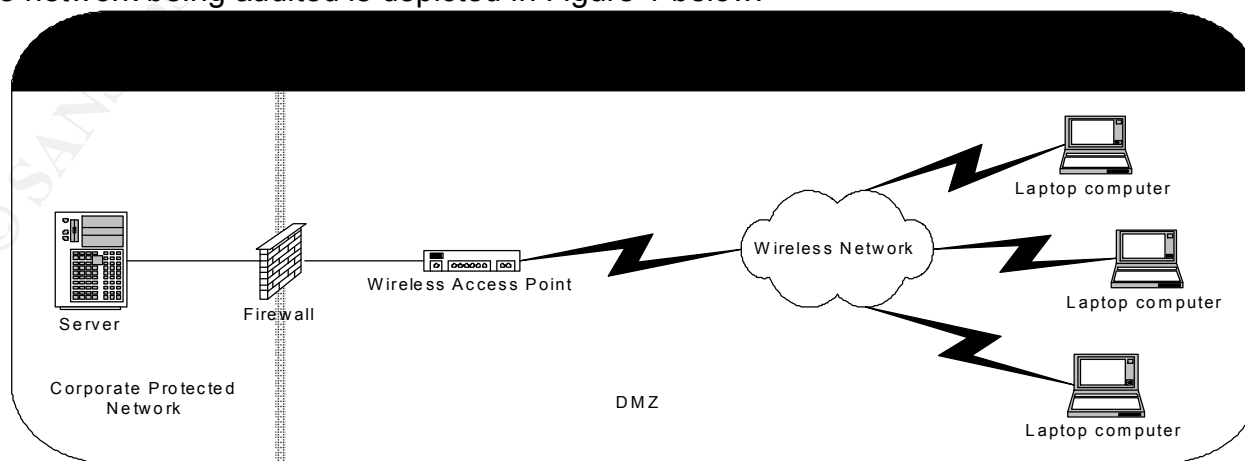 network being audited is depicted in Figure 1 below.
© SANS
Laptop computer
Wireless Network
Wireless Access Point
Laptop computer
Server
Firewall
Corporate Protected
Network
DMZ
Laptop computer